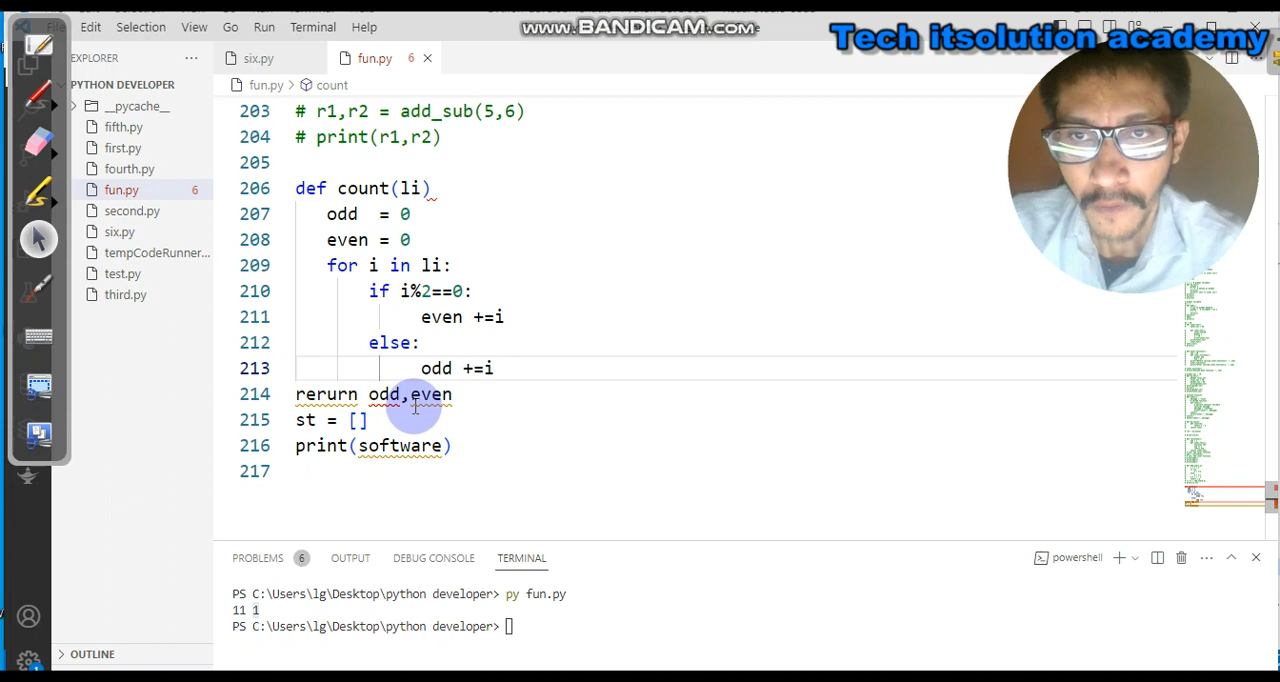 File Edit Selection View Go Run Terminal Help
WWW.BANDICAM.COM
Tech itsolution academy
EXPLORER
six.py
fun.py 6
PYTHON DEVELOPER
fun.py > count
__pycache__
fifth.py
first.py
fourth.py
fun.py 6
second.py
six.py
tempCodeRunner...
test.py
third.py
203 # r1,r2 = add_sub(5,6)
204 # print(r1,r2)
205
206 def count(li)
207 odd = 0
208 even = 0
209 for i in li:
210 if i%2==0:
211 even +=i
212 else:
213 odd +=i
214 rerurn odd,even
215 st = []
216 print(software)
217
PROBLEMS 6 OUTPUT DEBUG CONSOLE TERMINAL
powershell
PS C:\Users\lg\Desktop\python developer> py fun.py
11 1
PS C:\Users\lg\Desktop\python developer>
OUTLINE